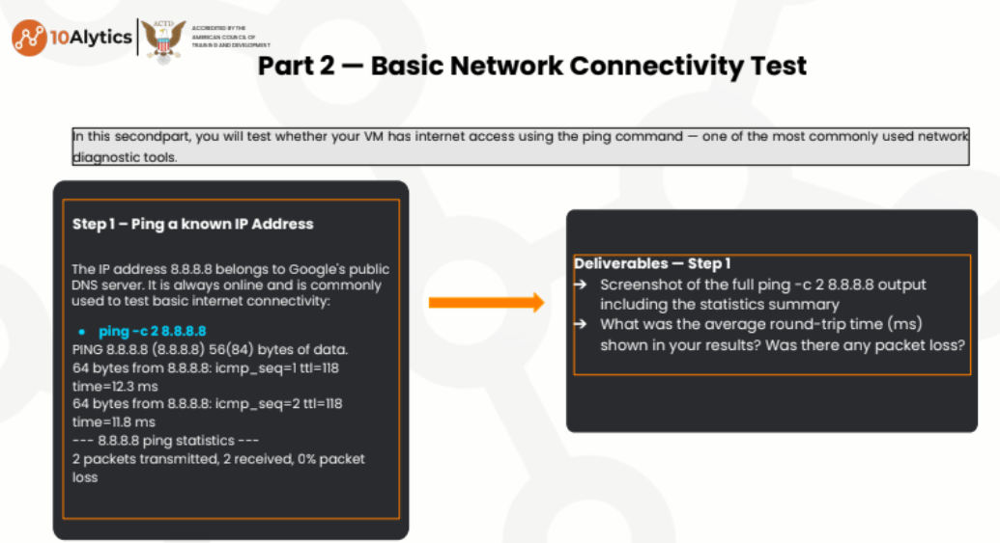 10Alytics
ACTD
ACCREDITED BY THE
AMERICAN COUNCIL OF
TRAINING AND DEVELOPMENT
Part 2 — Basic Network Connectivity Test
In this secondpart, you will test whether your VM has internet access using the ping command — one of the most commonly used network
diagnostic tools.
Step 1 – Ping a known IP Address
The IP address 8.8.8.8 belongs to Google's public
DNS server. It is always online and is commonly
used to test basic internet connectivity:
● ping -c 2 8.8.8.8
PING 8.8.8.8 (8.8.8.8) 56(84) bytes of data.
64 bytes from 8.8.8.8: icmp_seq=1 ttl=118
time=12.3 ms
64 bytes from 8.8.8.8: icmp_seq=2 ttl=118
time=11.8 ms
--- 8.8.8.8 ping statistics ---
2 packets transmitted, 2 received, 0% packet
loss
Deliverables — Step 1
➔ Screenshot of the full ping -c 2 8.8.8.8 output
including the statistics summary
➔ What was the average round-trip time (ms)
shown in your results? Was there any packet loss?